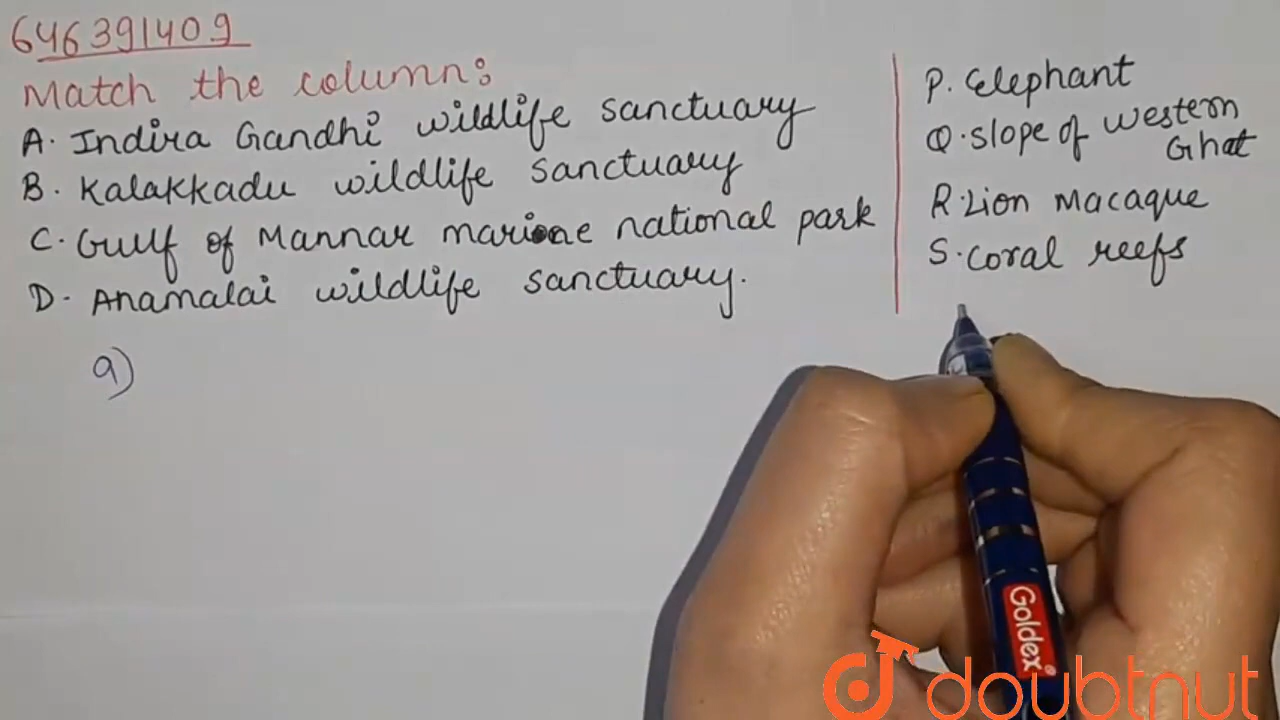 646391409
Match the column:
A. Indira Gandhi wildlife sanctuary
B. Kalakkadu wildlife sanctuary
C. Gulf of Mannar marine national park
D. Anamalai wildlife sanctuary.
P. Elephant
Q. slope of western
Ghat
R. Lion Macaque
S. coral reefs
a)
Goldex
doubtnut